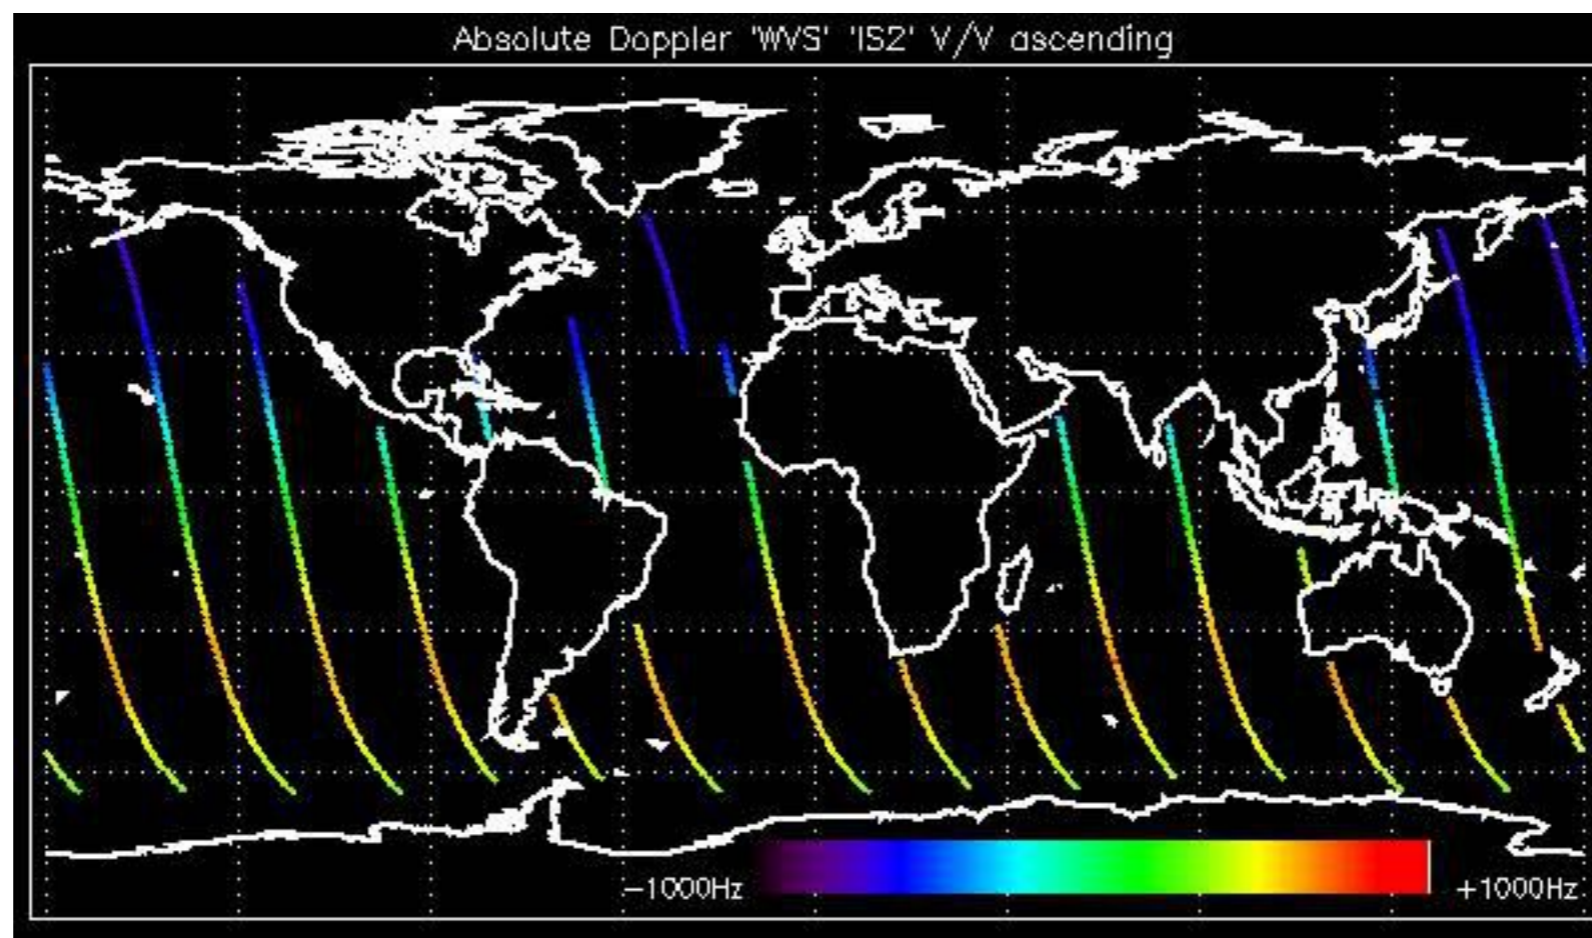 Absolute Doppler 'WVS' 'IS2' V/V ascending
-1000Hz
+1000Hz